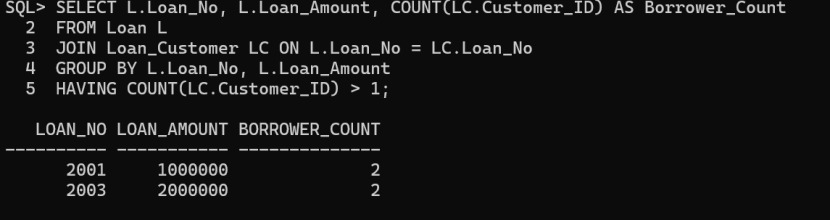 SQL> SELECT L.Loan_No, L.Loan_Amount, COUNT(LC.Customer_ID) AS Borrower_Count
  2  FROM Loan L
  3  JOIN Loan_Customer LC ON L.Loan_No = LC.Loan_No
  4  GROUP BY L.Loan_No, L.Loan_Amount
  5  HAVING COUNT(LC.Customer_ID) > 1;

   LOAN_NO LOAN_AMOUNT BORROWER_COUNT
---------- ----------- --------------
      2001     1000000              2
      2003     2000000              2